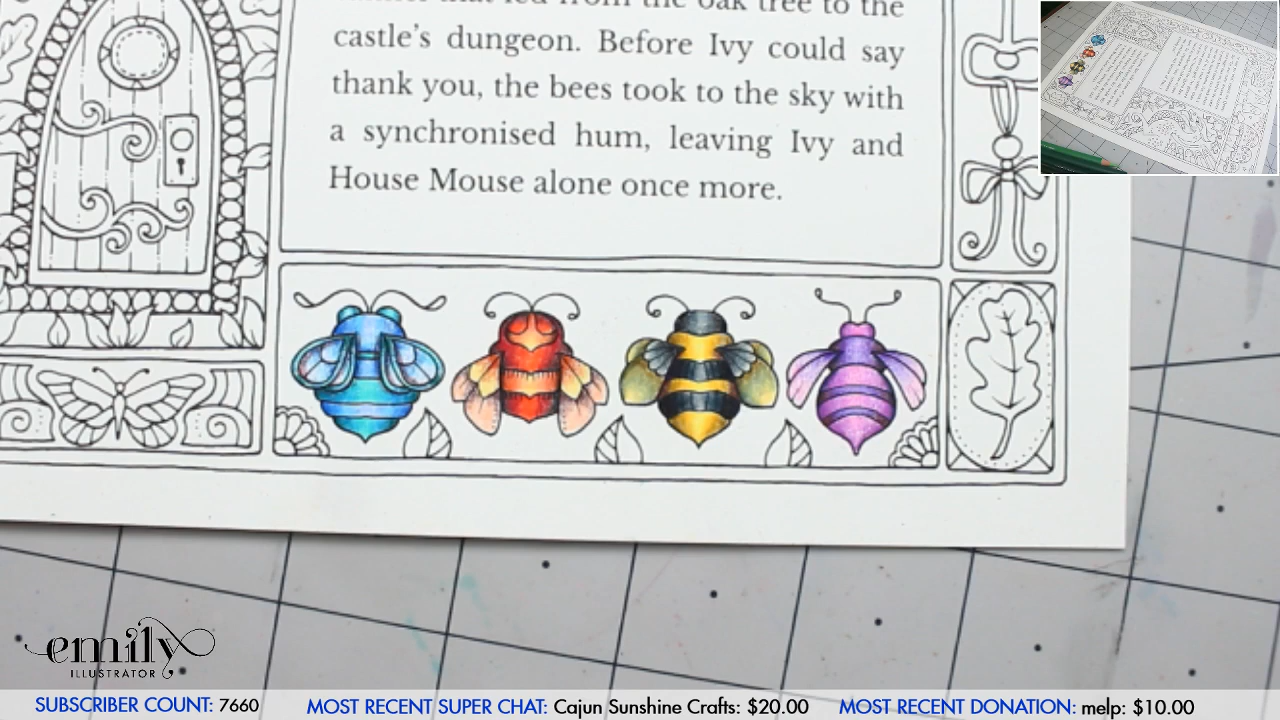 castle's dungeon. Before Ivy could say
thank you, the bees took to the sky with
a synchronised hum, leaving Ivy and
House Mouse alone once more.
emily
ILLUSTRATOR
SUBSCRIBER COUNT: 7660
MOST RECENT SUPER CHAT: Cajun Sunshine Crafts: $20.00
MOST RECENT DONATION: melp: $10.00